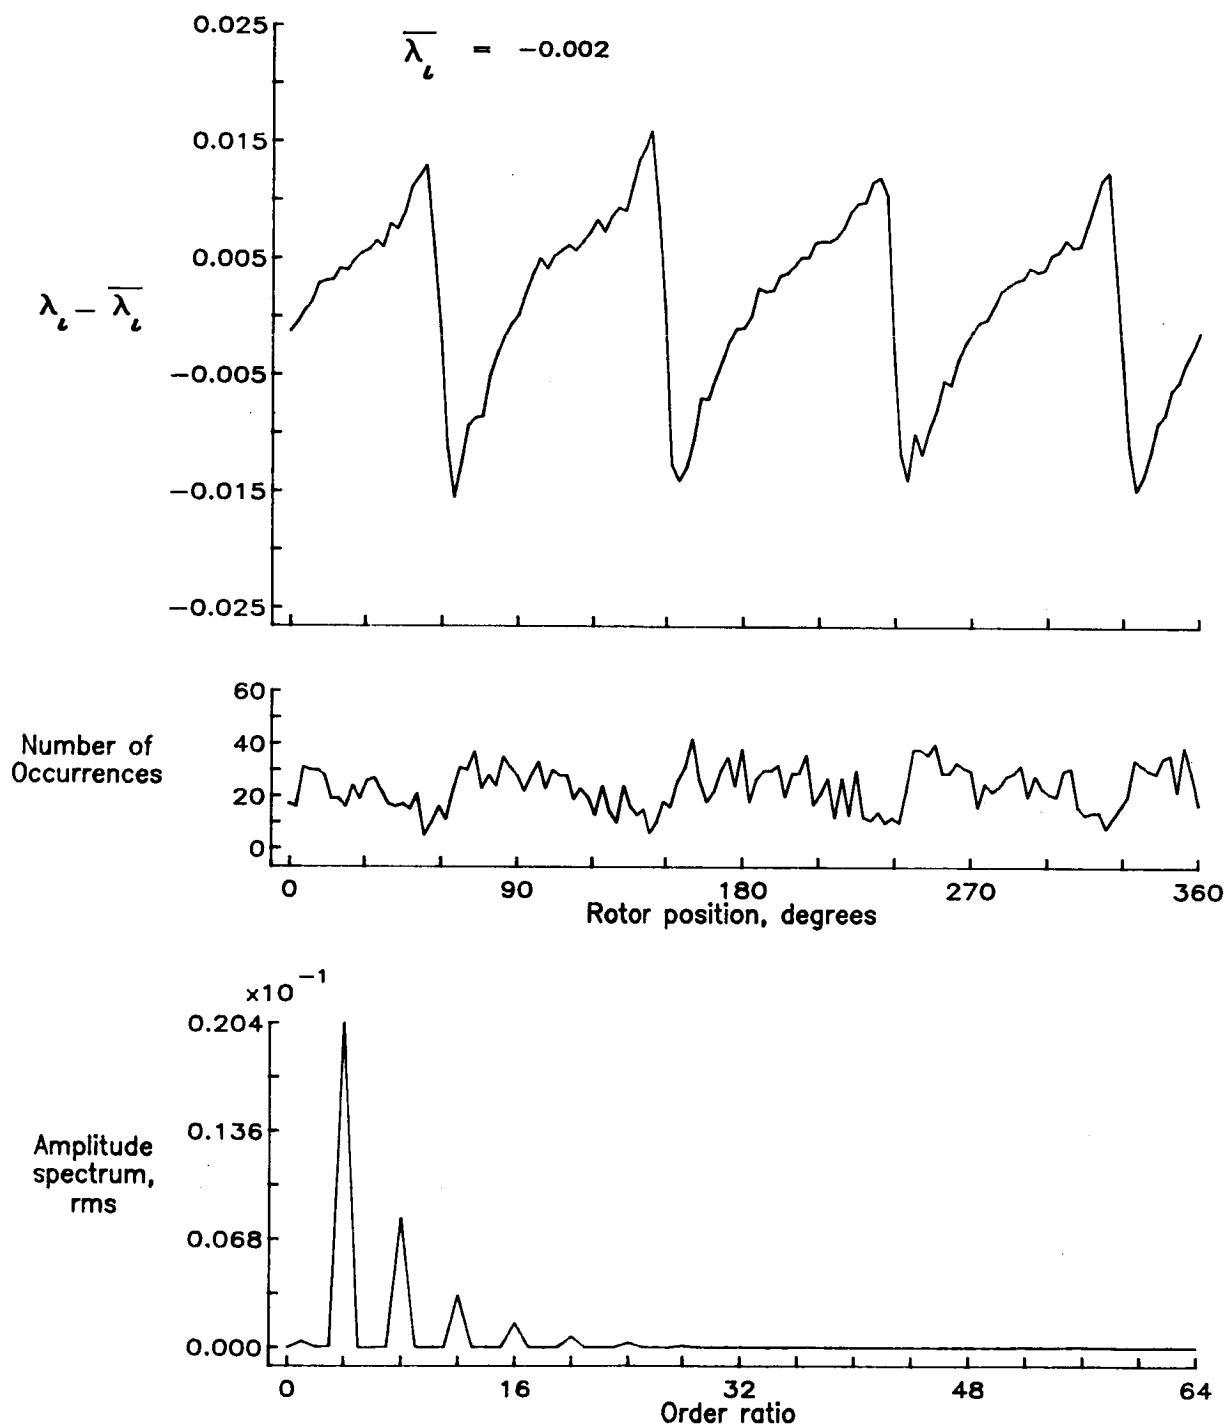 0.025
λ̅ᵢ = −0.002
0.015
0.005
λᵢ − λ̅ᵢ
−0.005
−0.015
−0.025
60
Number of
Occurrences
40
20
0
0 90 180 270 360
Rotor position, degrees
×10⁻¹
0.204
0.136
Amplitude
spectrum,
rms
0.068
0.000
0 16 32 48 64
Order ratio